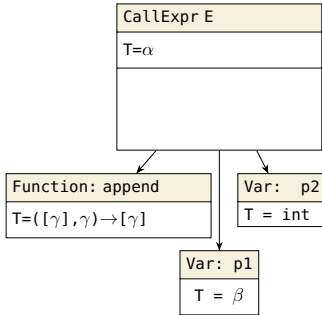 CallExpr E
T=α
Function: append
T=([γ],γ)→[γ]
Var: p2
T = int
Var: p1
T = β